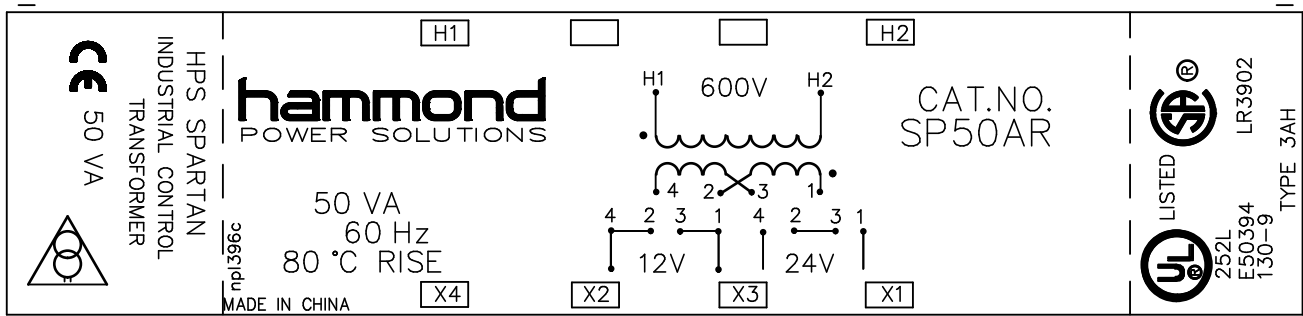 CE 50 VA
HPS SPARTAN
INDUSTRIAL CONTROL
TRANSFORMER
H1 H2
hammond
POWER SOLUTIONS
50 VA
60 Hz
80 °C RISE
npl396c
MADE IN CHINA
H1 600V H2
4 2 3 1
4 2 3 1 4 2 3 1
12V 24V
X4 X2 X3 X1
CAT.NO.
SP50AR
SA ®
LR3902
TYPE 3AH
LISTED
UL ®
252L
E50394
130-9